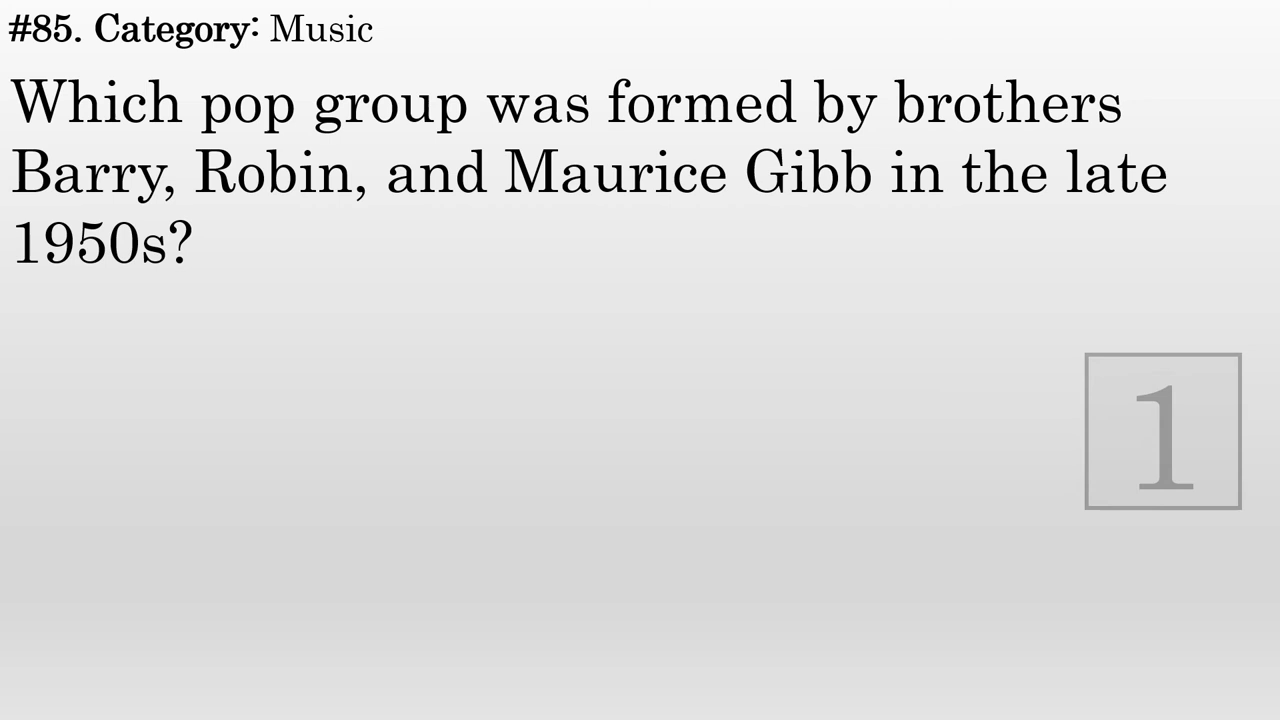 #85. Category: Music
Which pop group was formed by brothers
Barry, Robin, and Maurice Gibb in the late
1950s?
1